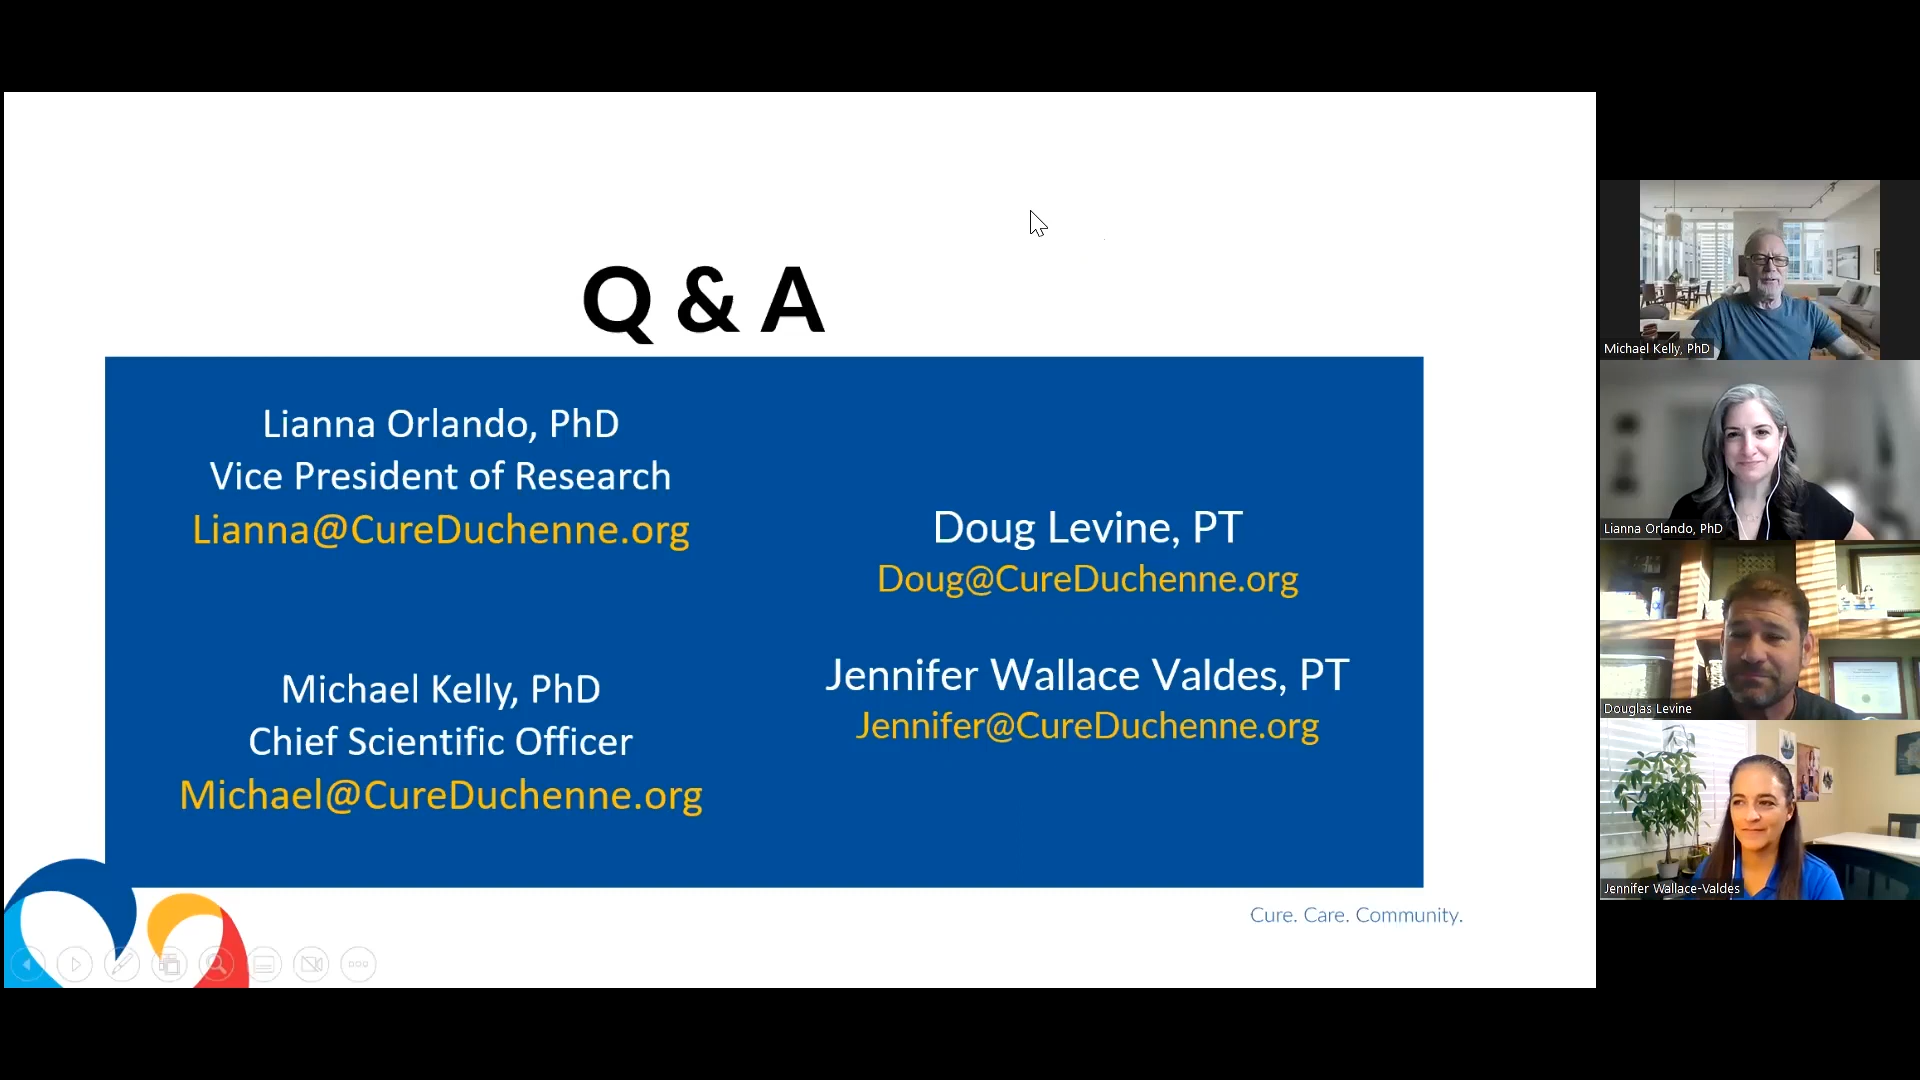 Q & A
Lianna Orlando, PhD
Vice President of Research
Lianna@CureDuchenne.org
Michael Kelly, PhD
Chief Scientific Officer
Michael@CureDuchenne.org
Doug Levine, PT
Doug@CureDuchenne.org
Jennifer Wallace Valdes, PT
Jennifer@CureDuchenne.org
Cure. Care. Community.
Michael Kelly, PhD
Lianna Orlando, PhD
Douglas Levine
Jennifer Wallace-Valdes